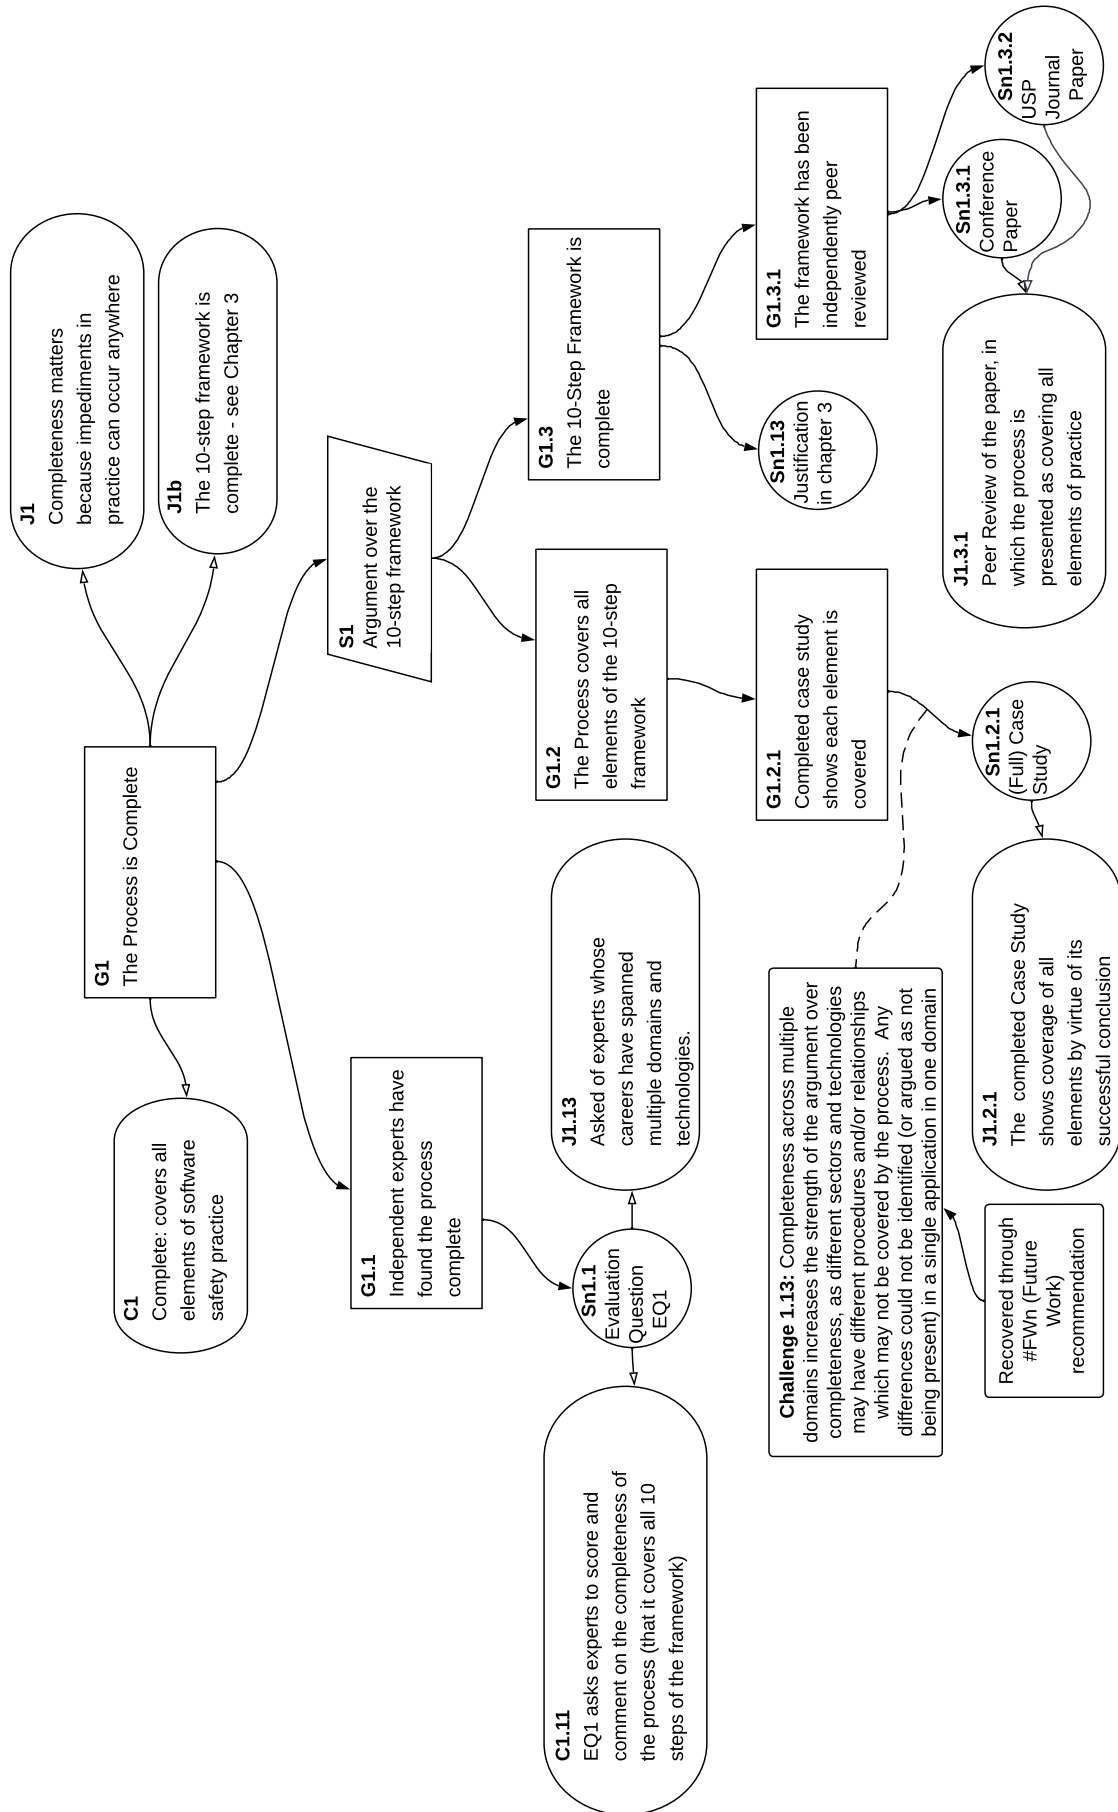 G1
The Process is Complete
C1
Complete: covers all
elements of software
safety practice
J1
Completeness matters
because impediments in
practice can occur anywhere
J1b
The 10-step framework is
complete - see Chapter 3
G1.1
Independent experts have
found the process
complete
S1
Argument over the
10-step framework
Sn1.1
Evaluation
Question
EQ1
C1.11
EQ1 asks experts to score and
comment on the completeness of
the process (that it covers all 10
steps of the framework)
J1.13
Asked of experts whose
careers have spanned
multiple domains and
technologies.
G1.2
The Process covers all
elements of the 10-step
framework
G1.3
The 10-Step Framework is
complete
G1.2.1
Completed case study
shows each element is
covered
Sn1.13
Justification
in chapter 3
G1.3.1
The framework has been
independently peer
reviewed
Challenge 1.13: Completeness across multiple
domains increases the strength of the argument over
completeness, as different sectors and technologies
may have different procedures and/or relationships
which may not be covered by the process. Any
differences could not be identified (or argued as not
being present) in a single application in one domain
Recovered through
#FWn (Future
Work)
recommendation
J1.2.1
The completed Case Study
shows coverage of all
elements by virtue of its
successful conclusion
Sn1.2.1
(Full) Case
Study
J1.3.1
Peer Review of the paper, in
which the process is
presented as covering all
elements of practice
Sn1.3.1
Conference
Paper
Sn1.3.2
USP
Journal
Paper